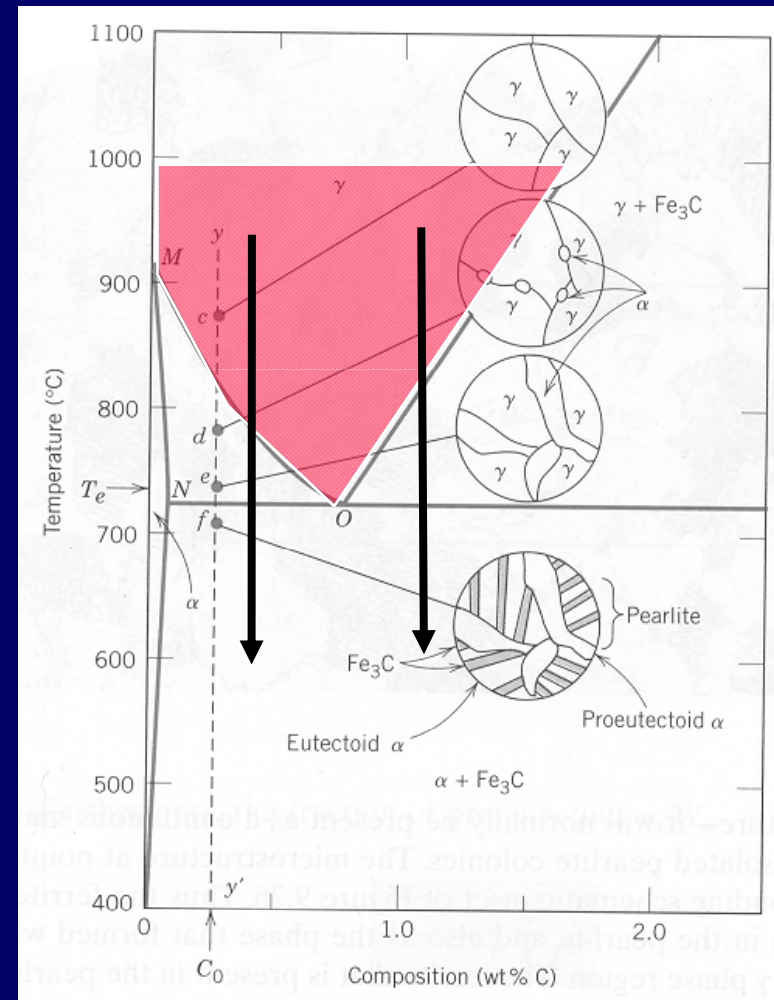 1100
1000
900
800
700
600
500
400
Temperature (°C)
T_e
M
N
O
y
c
d
e
f
α
γ
γ
γ
γ
γ
γ + Fe₃C
γ
γ
γ
γ
α
γ
γ
γ
γ
Pearlite
Fe₃C
Proeutectoid α
Eutectoid α
α + Fe₃C
y′
0
1.0
2.0
C₀
Composition (wt % C)